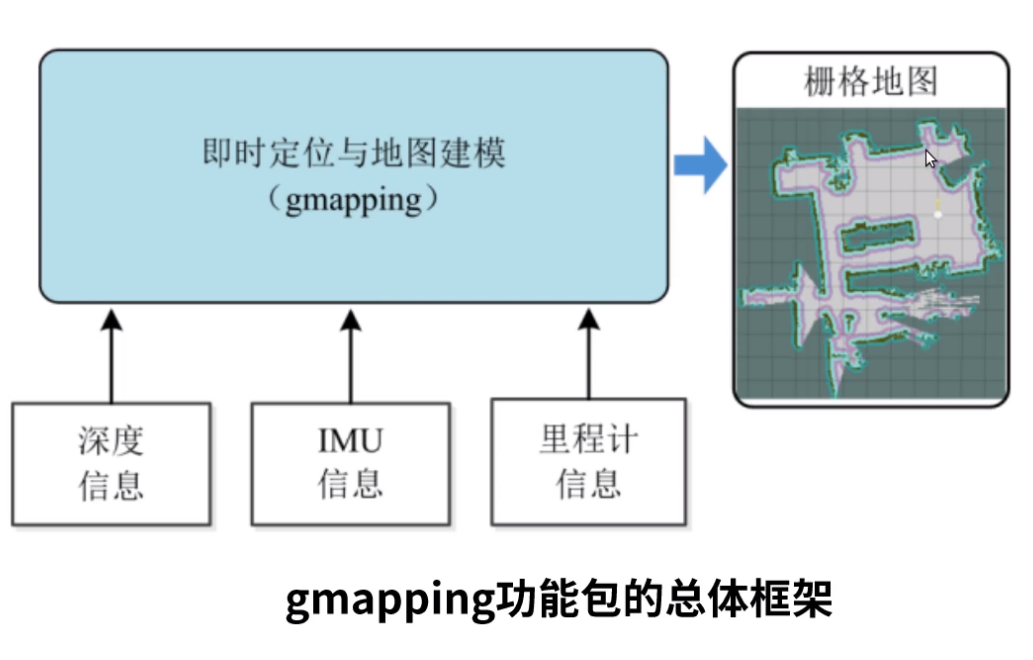 即时定位与地图建模
（gmapping）
栅格地图
深度
信息
IMU
信息
里程计
信息
gmapping功能包的总体框架